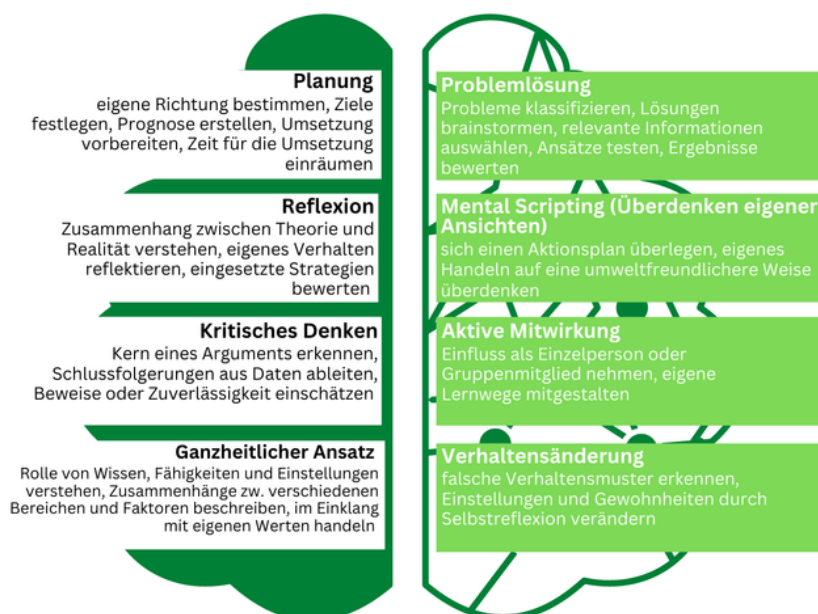 Planung
eigene Richtung bestimmen, Ziele
festlegen, Prognose erstellen, Umsetzung
vorbereiten, Zeit für die Umsetzung
einräumen
Reflexion
Zusammenhang zwischen Theorie und
Realität verstehen, eigenes Verhalten
reflektieren, eingesetzte Strategien
bewerten
Kritisches Denken
Kern eines Arguments erkennen,
Schlussfolgerungen aus Daten ableiten,
Beweise oder Zuverlässigkeit einschätzen
Ganzheitlicher Ansatz
Rolle von Wissen, Fähigkeiten und Einstellungen
verstehen, Zusammenhänge zw. verschiedenen
Bereichen und Faktoren beschreiben, im Einklang
mit eigenen Werten handeln
Problemlösung
Probleme klassifizieren, Lösungen
brainstormen, relevante Informationen
auswählen, Ansätze testen, Ergebnisse
bewerten
Mental Scripting (Überdenken eigener
Ansichten)
sich einen Aktionsplan überlegen, eigenes
Handeln auf eine umweltfreundlichere Weise
überdenken
Aktive Mitwirkung
Einfluss als Einzelperson oder
Gruppenmitglied nehmen, eigene
Lernwege mitgestalten
Verhaltensänderung
falsche Verhaltensmuster erkennen,
Einstellungen und Gewohnheiten durch
Selbstreflexion verändern